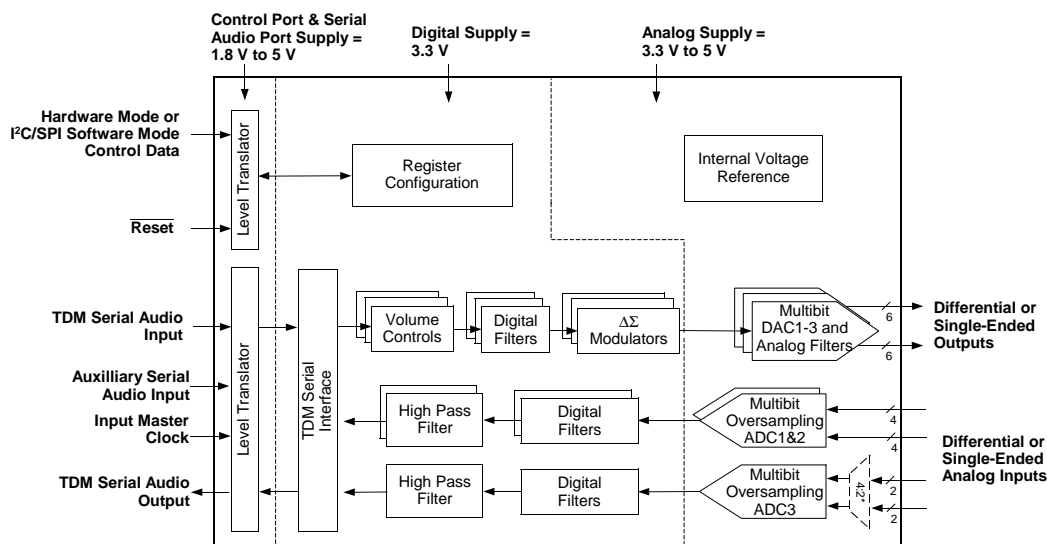 Control Port & Serial
Audio Port Supply =
1.8 V to 5 V
Digital Supply =
3.3 V
Analog Supply =
3.3 V to 5 V
Hardware Mode or
I²C/SPI Software Mode
Control Data
Reset
Level Translator
Register
Configuration
Internal Voltage
Reference
TDM Serial Audio
Input
Auxilliary Serial
Audio Input
Input Master
Clock
TDM Serial Audio
Output
Level Translator
TDM Serial
Interface
Volume
Controls
Digital
Filters
ΔΣ
Modulators
Multibit
DAC1-3 and
Analog Filters
6
6
Differential or
Single-Ended
Outputs
High Pass
Filter
Digital
Filters
Multibit
Oversampling
ADC1&2
4
4
High Pass
Filter
Digital
Filters
Multibit
Oversampling
ADC3
4:2*
2
2
Differential or
Single-Ended
Analog Inputs